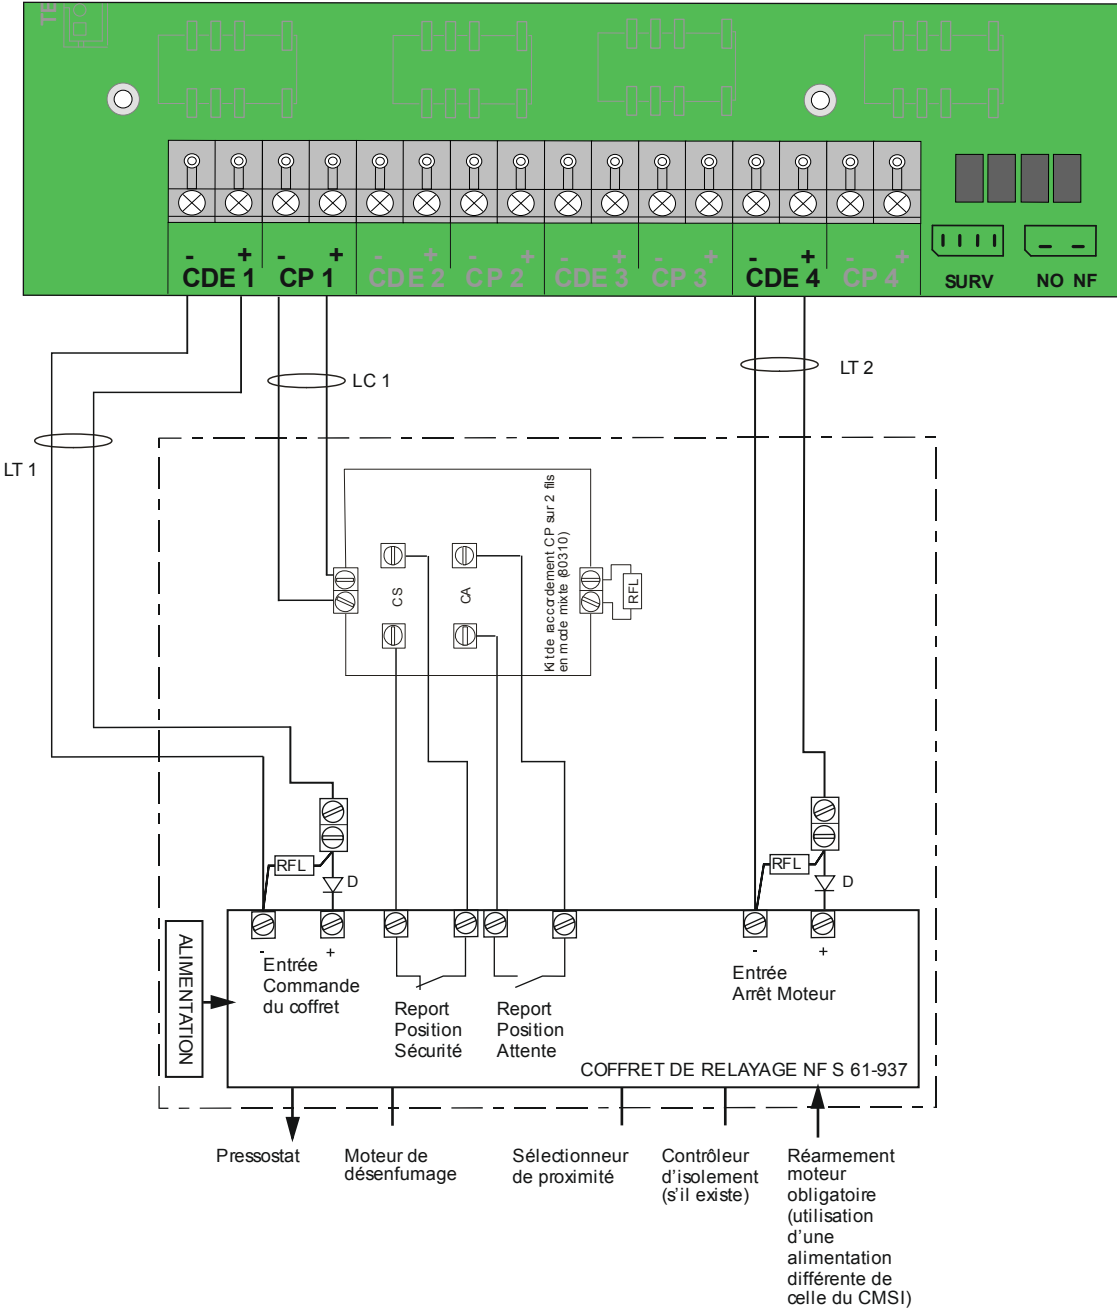 TE
- + - + - + - + - + - + - + - +
CDE 1 CP 1 CDE 2 CP 2 CDE 3 CP 3 CDE 4 CP 4
SURV NO NF
LT 1
LC 1
LT 2
Kit de raccordement CP sur 2 fils
en mode mixte (80310)
CS
CA
RFL
RFL
D
RFL
D
ALIMENTATION
- +
Entrée
Commande
du coffret
Report
Position
Sécurité
Report
Position
Attente
- +
Entrée
Arrêt Moteur
COFFRET DE RELAYAGE NF S 61-937
Pressostat
Moteur de
désenfumage
Sélectionneur
de proximité
Contrôleur
d'isolement
(s'il existe)
Réarmement
moteur
obligatoire
(utilisation
d'une
alimentation
différente de
celle du CMSI)